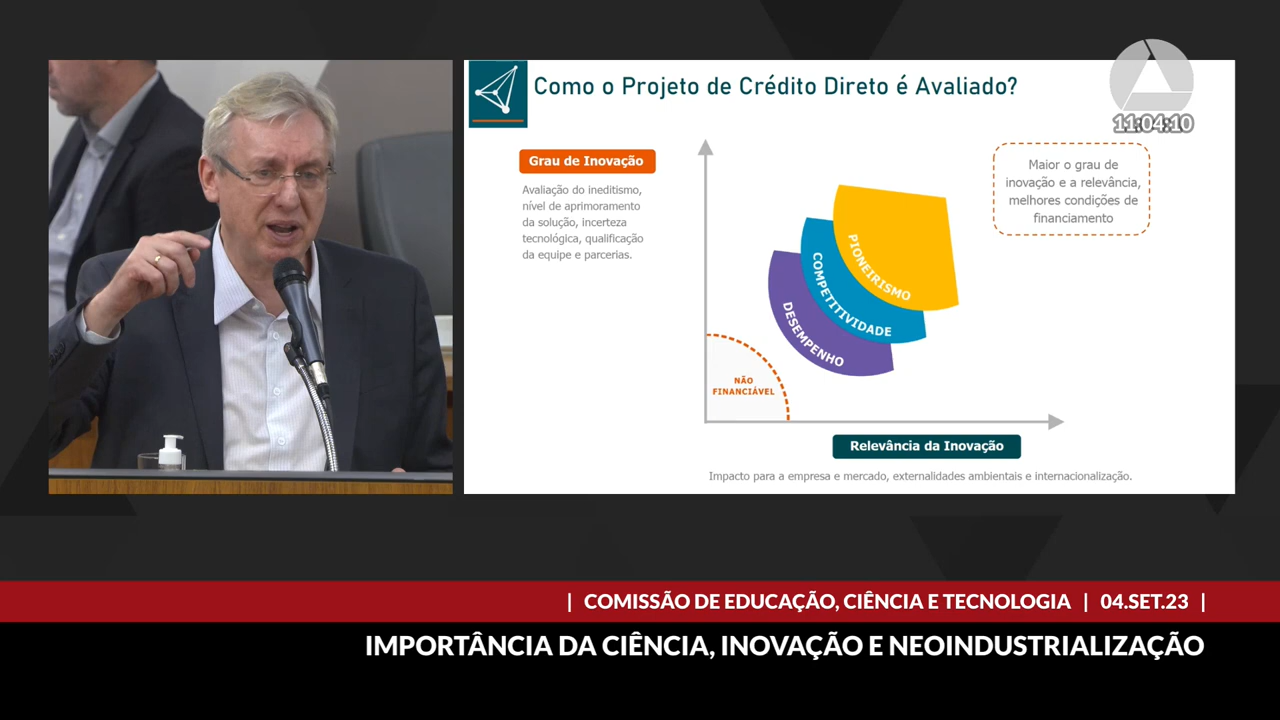 Como o Projeto de Crédito Direto é Avaliado?
11:04:10
Grau de Inovação
Avaliação do ineditismo,
nível de aprimoramento
da solução, incerteza
tecnológica, qualificação
da equipe e parcerias.
Maior o grau de
inovação e a relevância,
melhores condições de
financiamento
PIONEIRISMO
COMPETITIVIDADE
DESEMPENHO
NÃO
FINANCIÁVEL
Relevância da Inovação
Impacto para a empresa e mercado, externalidades ambientais e internacionalização.
| COMISSÃO DE EDUCAÇÃO, CIÊNCIA E TECNOLOGIA | 04.SET.23 |
IMPORTÂNCIA DA CIÊNCIA, INOVAÇÃO E NEOINDUSTRIALIZAÇÃO